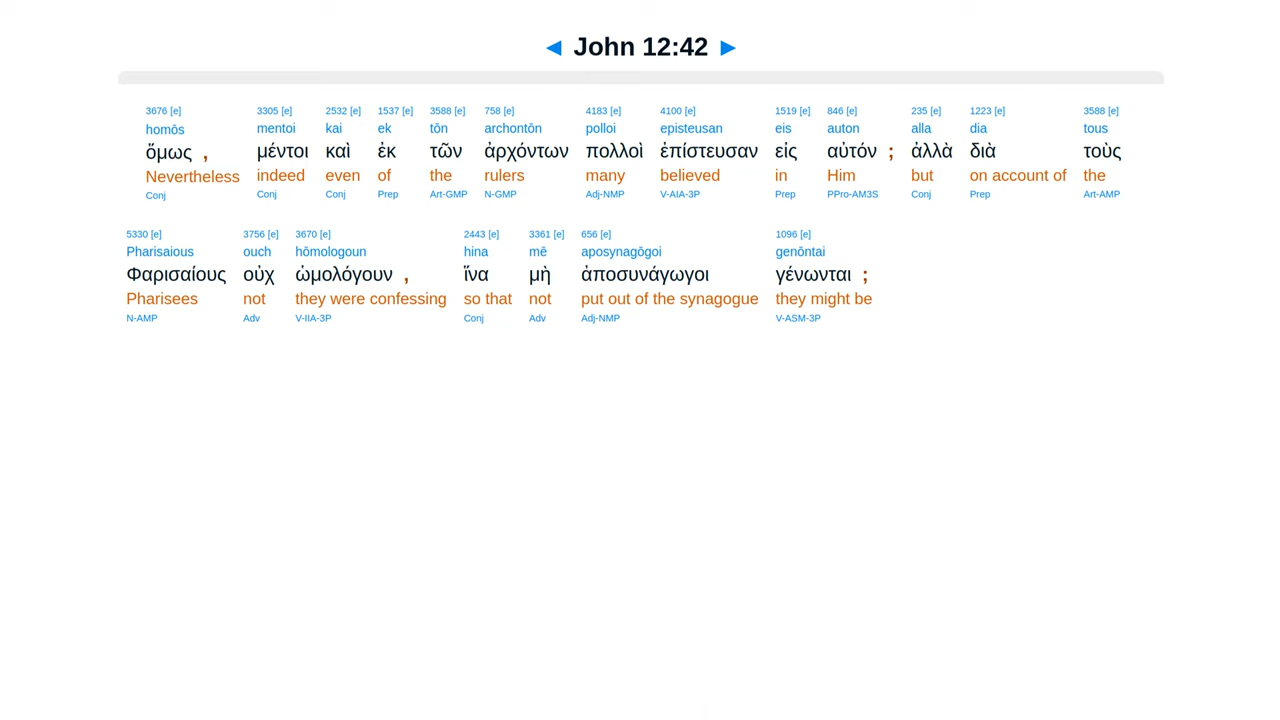 ◄ John 12:42 ►
3676 [e] 3305 [e] 2532 [e] 1537 [e] 3588 [e] 758 [e] 4183 [e] 4100 [e] 1519 [e] 846 [e] 235 [e] 1223 [e] 3588 [e]
homōs mentoi kai ek tōn archontōn polloi episteusan eis auton alla dia tous
ὅμως , μέντοι καὶ ἐκ τῶν ἀρχόντων πολλοὶ ἐπίστευσαν εἰς αὐτόν ; ἀλλὰ διὰ τοὺς
Nevertheless indeed even of the rulers many believed in Him but on account of the
Conj Conj Conj Prep Art-GMP N-GMP Adj-NMP V-AIA-3P Prep PPro-AM3S Conj Prep Art-AMP
5330 [e] 3756 [e] 3670 [e] 2443 [e] 3361 [e] 656 [e] 1096 [e]
Pharisaious ouch hōmologoun hina mē aposynagōgoi genōntai
Φαρισαίους οὐχ ὡμολόγουν , ἵνα μὴ ἀποσυνάγωγοι γένωνται ;
Pharisees not they were confessing so that not put out of the synagogue they might be
N-AMP Adv V-IIA-3P Conj Adv Adj-NMP V-ASM-3P